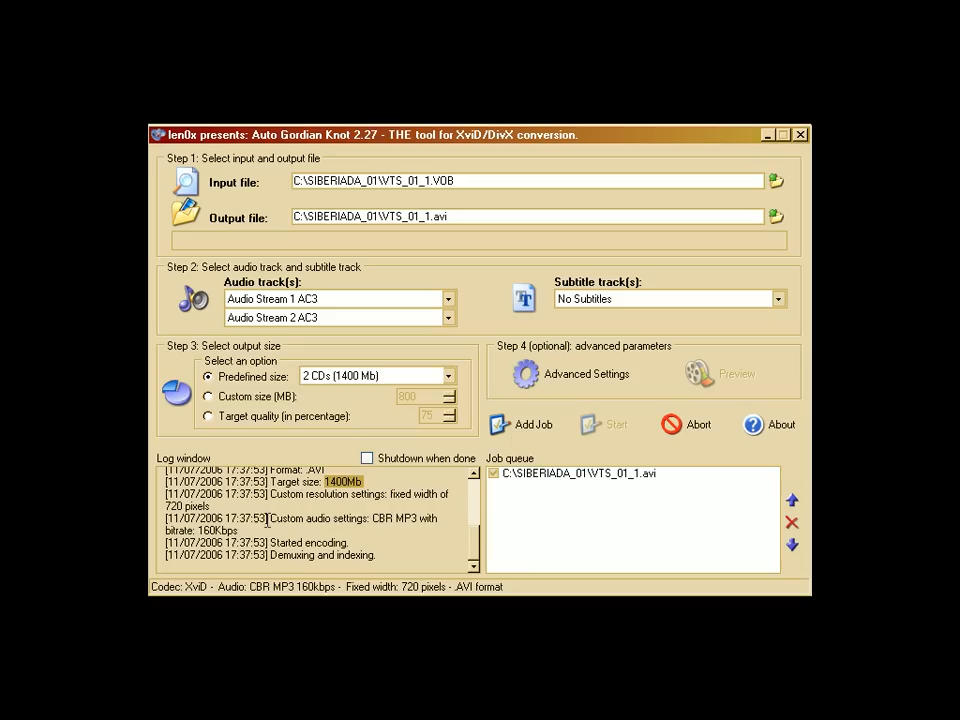 len0x presents: Auto Gordian Knot 2.27 - THE tool for XviD/DivX conversion.
Step 1: Select input and output file
Input file: C:\SIBERIADA_01\VTS_01_1.VOB
Output file: C:\SIBERIADA_01\VTS_01_1.avi
Step 2: Select audio track and subtitle track
Audio track(s):
Audio Stream 1 AC3
Audio Stream 2 AC3
Subtitle track(s):
No Subtitles
Step 3: Select output size
Select an option
Predefined size: 2 CDs (1400 Mb)
Custom size (MB): 800
Target quality (in percentage): 75
Step 4 (optional): advanced parameters
Advanced Settings Preview
Add Job Start Abort About
Log window Shutdown when done
[11/07/2006 17:37:53] Format: .AVI
[11/07/2006 17:37:53] Target size: 1400Mb
[11/07/2006 17:37:53] Custom resolution settings: fixed width of
720 pixels
[11/07/2006 17:37:53] Custom audio settings: CBR MP3 with
bitrate: 160Kbps
[11/07/2006 17:37:53] Started encoding.
[11/07/2006 17:37:53] Demuxing and indexing.
Job queue
C:\SIBERIADA_01\VTS_01_1.avi
Codec: XviD - Audio: CBR MP3 160kbps - Fixed width: 720 pixels - .AVI format